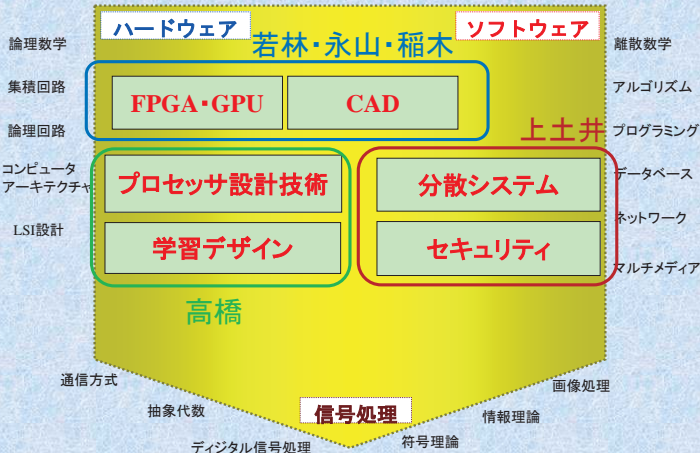 ハードウェア
ソフトウェア
若林・永山・稲木
論理数学
離散数学
集積回路
アルゴリズム
FPGA・GPU
CAD
論理回路
上土井
プログラミング
コンピュータ
アーキテクチャ
プロセッサ設計技術
分散システム
データベース
LSI設計
ネットワーク
学習デザイン
セキュリティ
マルチメディア
高橋
通信方式
画像処理
抽象代数
信号処理
情報理論
ディジタル信号処理
符号理論